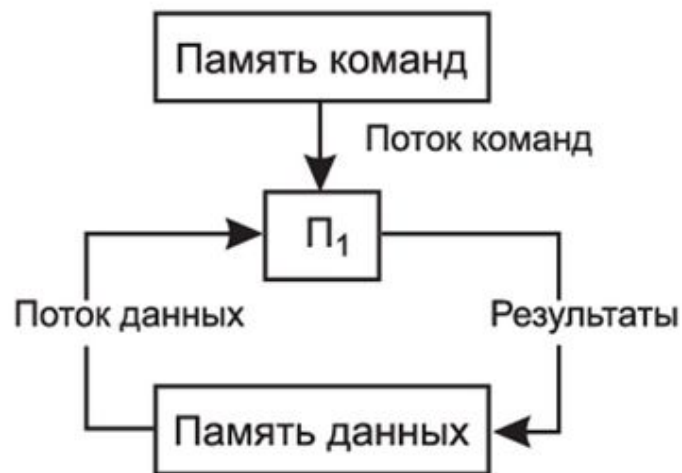 Память команд
Поток команд
П₁
Поток данных
Результаты
Память данных